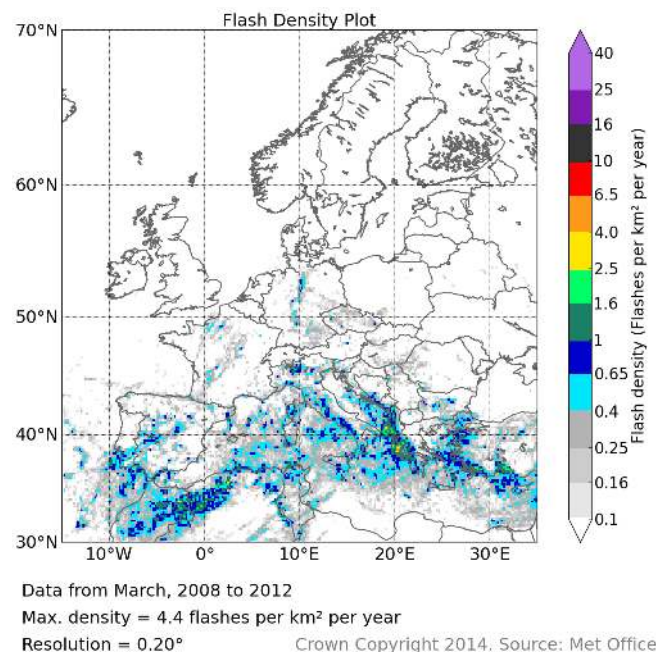 Flash Density Plot
70°N
60°N
50°N
40°N
30°N
10°W 0° 10°E 20°E 30°E
40
25
16
10
6.5
4.0
2.5
1.6
1
0.65
0.4
0.25
0.16
0.1
Flash density (Flashes per km² per year)
Data from March, 2008 to 2012
Max. density = 4.4 flashes per km² per year
Resolution = 0.20°
Crown Copyright 2014. Source: Met Office